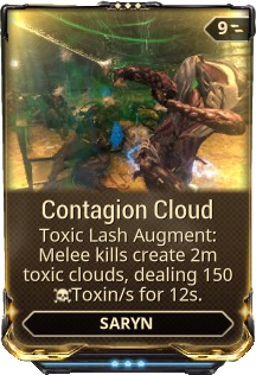 9
Contagion Cloud
Toxic Lash Augment:
Melee kills create 2m
toxic clouds, dealing 150
Toxin/s for 12s.
SARYN